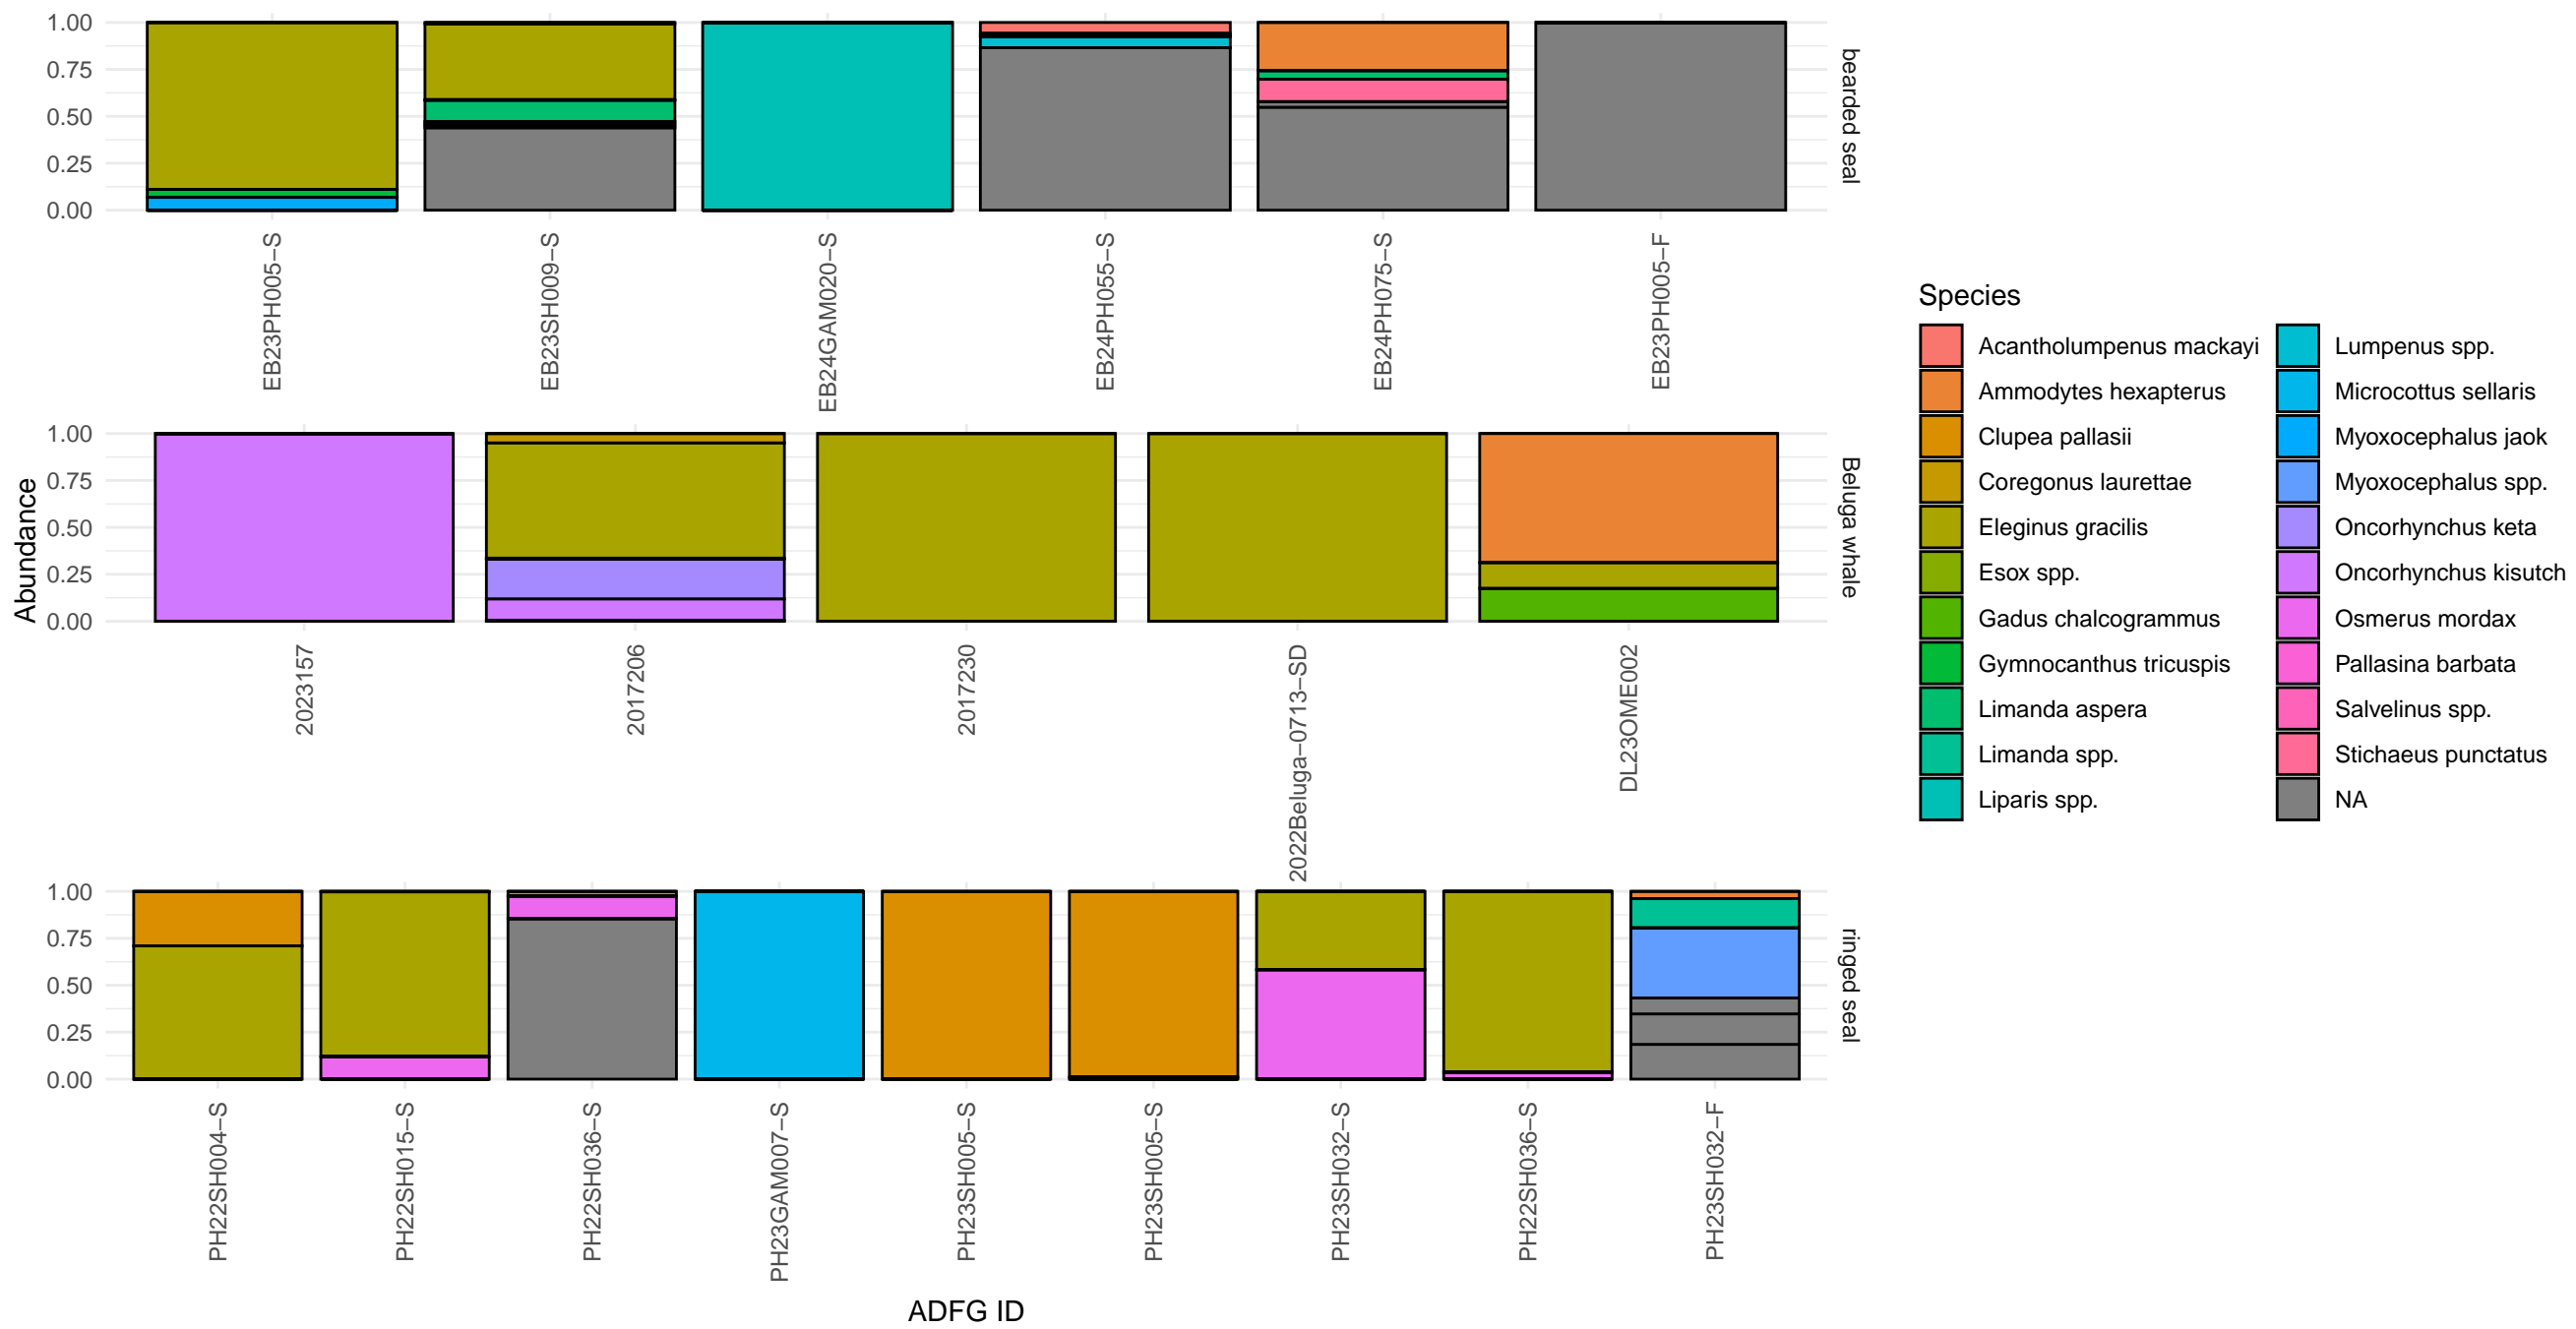 1.00
0.75
0.50
0.25
0.00
bearded seal
EB23PH005−S
EB23SH009−S
EB24GAM020−S
EB24PH055−S
EB24PH075−S
EB23PH005−F
Abundance
1.00
0.75
0.50
0.25
0.00
Beluga whale
2023157
2017206
2017230
2022Beluga−0713−SD
DL23OME002
1.00
0.75
0.50
0.25
0.00
ringed seal
PH22SH004−S
PH22SH015−S
PH22SH036−S
PH23GAM007−S
PH23SH005−S
PH23SH005−S
PH23SH032−S
PH22SH036−S
PH23SH032−F
ADFG ID
Species
Acantholumpenus mackayi
Ammodytes hexapterus
Clupea pallasii
Coregonus laurettae
Eleginus gracilis
Esox spp.
Gadus chalcogrammus
Gymnocanthus tricuspis
Limanda aspera
Limanda spp.
Liparis spp.
Lumpenus spp.
Microcottus sellaris
Myoxocephalus jaok
Myoxocephalus spp.
Oncorhynchus keta
Oncorhynchus kisutch
Osmerus mordax
Pallasina barbata
Salvelinus spp.
Stichaeus punctatus
NA